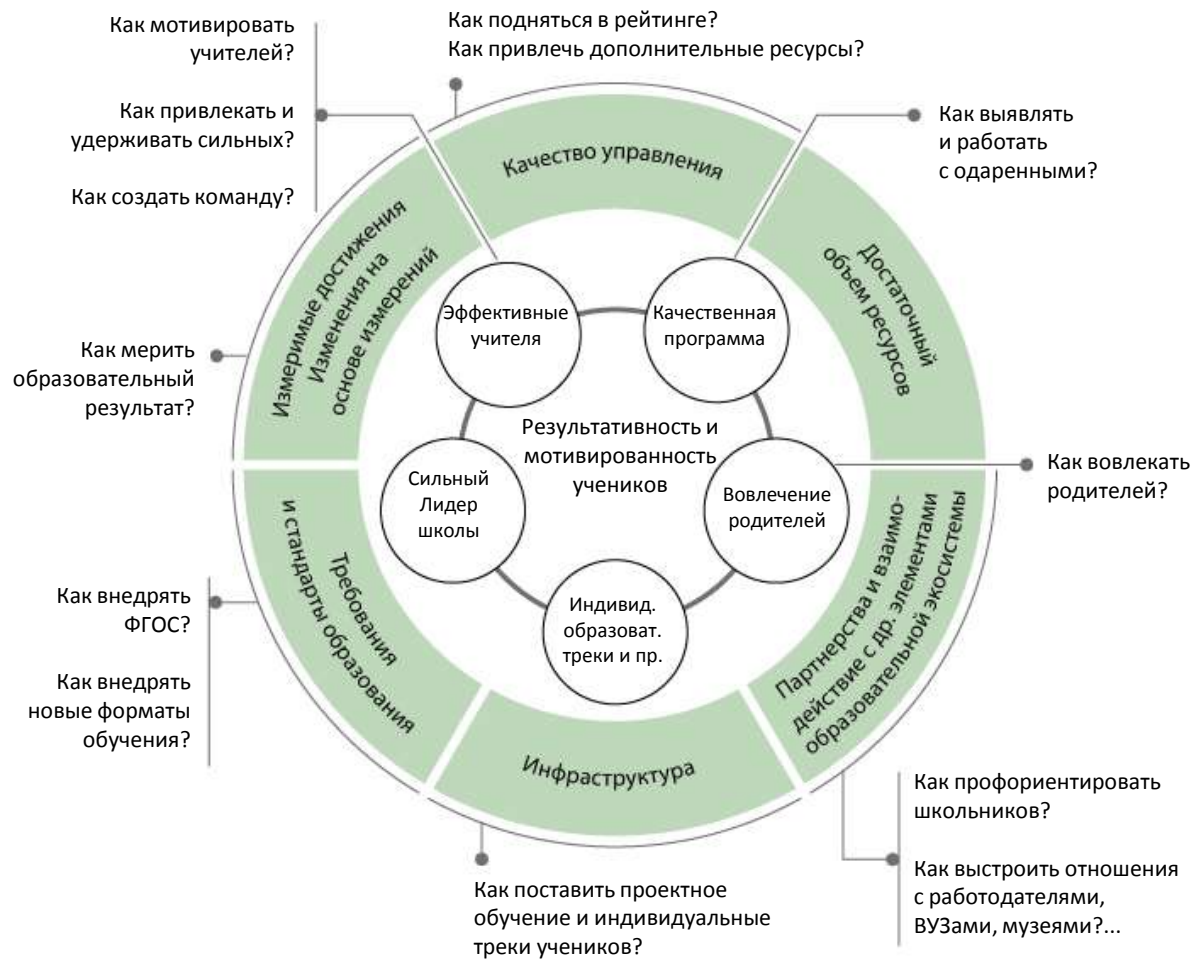 Как мотивировать
учителей?
Как привлекать и
удерживать сильных?
Как создать команду?
Как подняться в рейтинге?
Как привлечь дополнительные ресурсы?
Как выявлять
и работать
с одаренными?
Качество управления
Измеримые достижения
Изменения на
основе измерений
Достаточный
объем ресурсов
Эффективные
учителя
Качественная
программа
Как мерить
образовательный
результат?
Результативность и
мотивированность
учеников
Сильный
Лидер
школы
Вовлечение
родителей
Как вовлекать
родителей?
Индивид.
образоват.
треки и пр.
Как внедрять
ФГОС?
Как внедрять
новые форматы
обучения?
Требования
и стандарты образования
Партнерства и взаимо-
действие с др. элементами
образовательной экосистемы
Инфраструктура
Как профориентировать
школьников?
Как выстроить отношения
с работодателями,
ВУЗами, музеями?...
Как поставить проектное
обучение и индивидуальные
треки учеников?